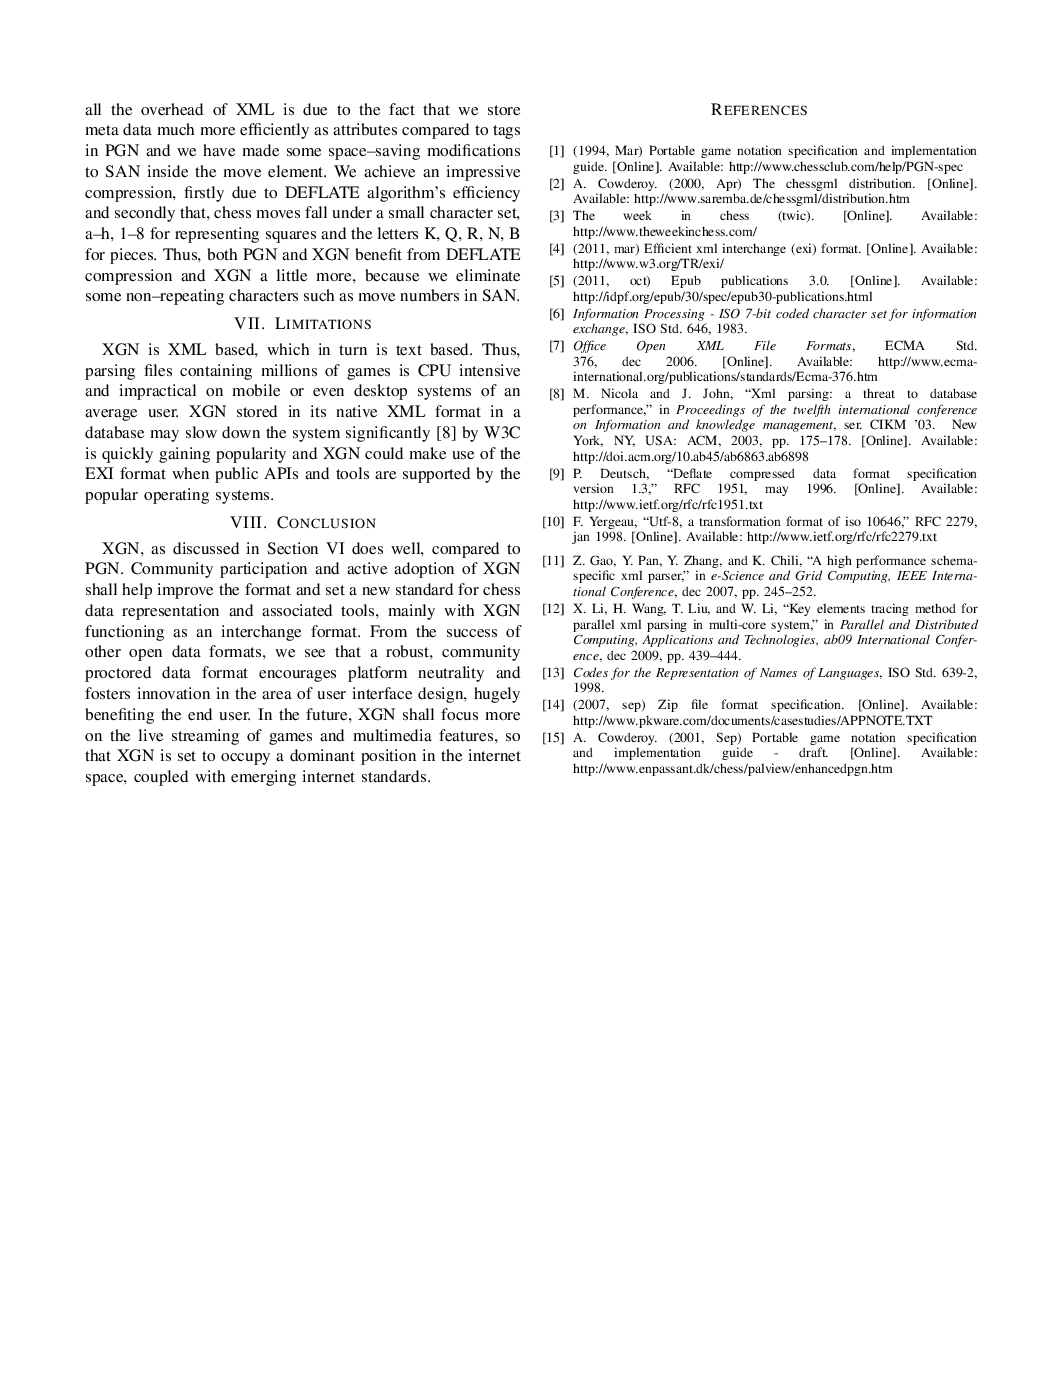 all the overhead of XML is due to the fact that we store
meta data much more efficiently as attributes compared to tags
in PGN and we have made some space–saving modifications
to SAN inside the move element. We achieve an impressive
compression, firstly due to DEFLATE algorithm's efficiency
and secondly that, chess moves fall under a small character set,
a–h, 1–8 for representing squares and the letters K, Q, R, N, B
for pieces. Thus, both PGN and XGN benefit from DEFLATE
compression and XGN a little more, because we eliminate
some non–repeating characters such as move numbers in SAN.
VII. LIMITATIONS
XGN is XML based, which in turn is text based. Thus,
parsing files containing millions of games is CPU intensive
and impractical on mobile or even desktop systems of an
average user. XGN stored in its native XML format in a
database may slow down the system significantly [8] by W3C
is quickly gaining popularity and XGN could make use of the
EXI format when public APIs and tools are supported by the
popular operating systems.
VIII. CONCLUSION
XGN, as discussed in Section VI does well, compared to
PGN. Community participation and active adoption of XGN
shall help improve the format and set a new standard for chess
data representation and associated tools, mainly with XGN
functioning as an interchange format. From the success of
other open data formats, we see that a robust, community
proctored data format encourages platform neutrality and
fosters innovation in the area of user interface design, hugely
benefiting the end user. In the future, XGN shall focus more
on the live streaming of games and multimedia features, so
that XGN is set to occupy a dominant position in the internet
space, coupled with emerging internet standards.
REFERENCES
[1] (1994, Mar) Portable game notation specification and implementation
guide. [Online]. Available: http://www.chessclub.com/help/PGN-spec
[2] A. Cowderoy. (2000, Apr) The chessgml distribution. [Online].
Available: http://www.saremba.de/chessgml/distribution.htm
[3] The week in chess (twic). [Online]. Available:
http://www.theweekinchess.com/
[4] (2011, mar) Efficient xml interchange (exi) format. [Online]. Available:
http://www.w3.org/TR/exi/
[5] (2011, oct) Epub publications 3.0. [Online]. Available:
http://idpf.org/epub/30/spec/epub30-publications.html
[6] Information Processing - ISO 7-bit coded character set for information
exchange, ISO Std. 646, 1983.
[7] Office Open XML File Formats, ECMA Std.
376, dec 2006. [Online]. Available: http://www.ecma-
international.org/publications/standards/Ecma-376.htm
[8] M. Nicola and J. John, “Xml parsing: a threat to database
performance,” in Proceedings of the twelfth international conference
on Information and knowledge management, ser. CIKM ’03. New
York, NY, USA: ACM, 2003, pp. 175–178. [Online]. Available:
http://doi.acm.org/10.ab45/ab6863.ab6898
[9] P. Deutsch, “Deflate compressed data format specification
version 1.3,” RFC 1951, may 1996. [Online]. Available:
http://www.ietf.org/rfc/rfc1951.txt
[10] F. Yergeau, “Utf-8, a transformation format of iso 10646,” RFC 2279,
jan 1998. [Online]. Available: http://www.ietf.org/rfc/rfc2279.txt
[11] Z. Gao, Y. Pan, Y. Zhang, and K. Chili, “A high performance schema-
specific xml parser,” in e-Science and Grid Computing, IEEE Interna-
tional Conference, dec 2007, pp. 245–252.
[12] X. Li, H. Wang, T. Liu, and W. Li, “Key elements tracing method for
parallel xml parsing in multi-core system,” in Parallel and Distributed
Computing, Applications and Technologies, ab09 International Confer-
ence, dec 2009, pp. 439–444.
[13] Codes for the Representation of Names of Languages, ISO Std. 639-2,
1998.
[14] (2007, sep) Zip file format specification. [Online]. Available:
http://www.pkware.com/documents/casestudies/APPNOTE.TXT
[15] A. Cowderoy. (2001, Sep) Portable game notation specification
and implementation guide - draft. [Online]. Available:
http://www.enpassant.dk/chess/palview/enhancedpgn.htm